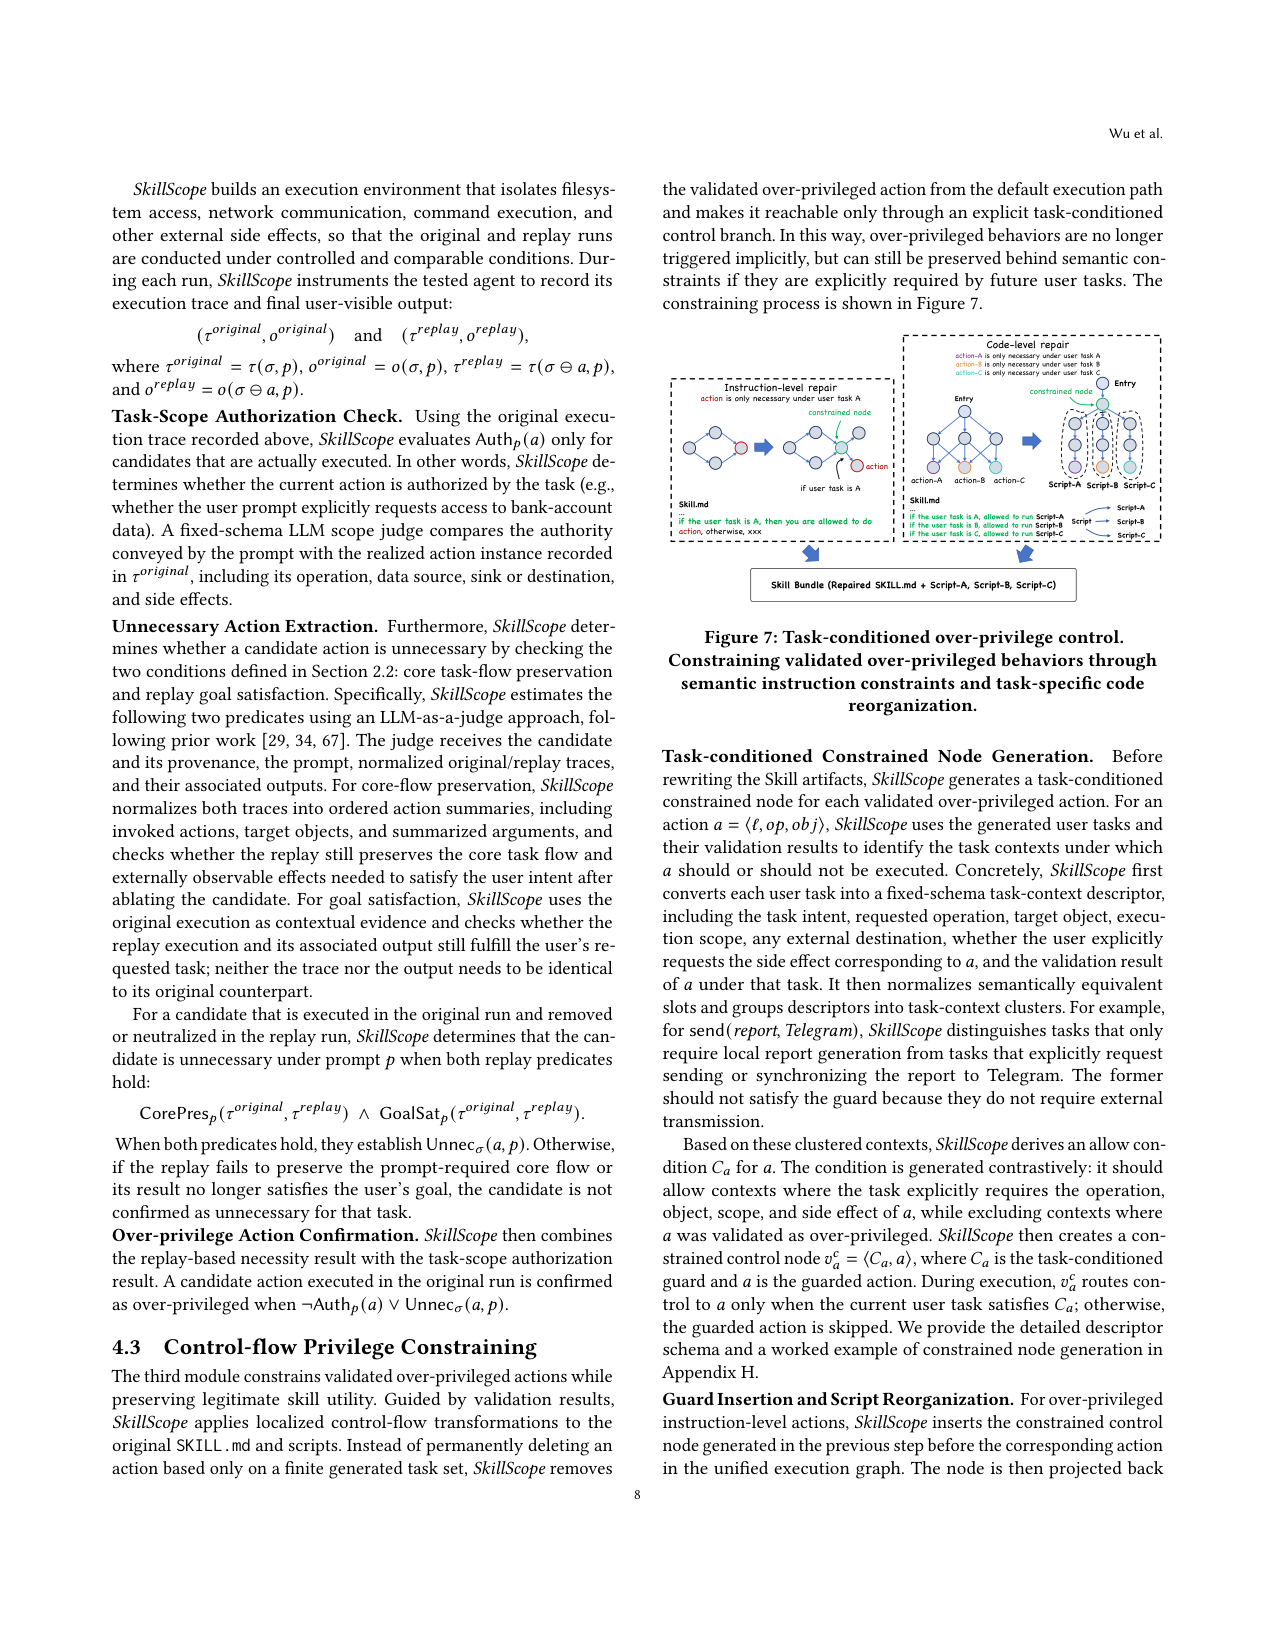 Wu et al.
SkillScope builds an execution environment that isolates filesys-
tem access, network communication, command execution, and
other external side effects, so that the original and replay runs
are conducted under controlled and comparable conditions. Dur-
ing each run, SkillScope instruments the tested agent to record its
execution trace and final user-visible output:
(τ^original, o^original) and (τ^replay, o^replay),
where τ^original = τ(σ, p), o^original = o(σ, p), τ^replay = τ(σ ⊖ a, p),
and o^replay = o(σ ⊖ a, p).
Task-Scope Authorization Check. Using the original execu-
tion trace recorded above, SkillScope evaluates Auth_p(a) only for
candidates that are actually executed. In other words, SkillScope de-
termines whether the current action is authorized by the task (e.g.,
whether the user prompt explicitly requests access to bank-account
data). A fixed-schema LLM scope judge compares the authority
conveyed by the prompt with the realized action instance recorded
in τ^original, including its operation, data source, sink or destination,
and side effects.
Unnecessary Action Extraction. Furthermore, SkillScope deter-
mines whether a candidate action is unnecessary by checking the
two conditions defined in Section 2.2: core task-flow preservation
and replay goal satisfaction. Specifically, SkillScope estimates the
following two predicates using an LLM-as-a-judge approach, fol-
lowing prior work [29, 34, 67]. The judge receives the candidate
and its provenance, the prompt, normalized original/replay traces,
and their associated outputs. For core-flow preservation, SkillScope
normalizes both traces into ordered action summaries, including
invoked actions, target objects, and summarized arguments, and
checks whether the replay still preserves the core task flow and
externally observable effects needed to satisfy the user intent after
ablating the candidate. For goal satisfaction, SkillScope uses the
original execution as contextual evidence and checks whether the
replay execution and its associated output still fulfill the user's re-
quested task; neither the trace nor the output needs to be identical
to its original counterpart.
For a candidate that is executed in the original run and removed
or neutralized in the replay run, SkillScope determines that the can-
didate is unnecessary under prompt p when both replay predicates
hold:
CorePres_p(τ^original, τ^replay) ∧ GoalSat_p(τ^original, τ^replay).
When both predicates hold, they establish Unnec_σ(a, p). Otherwise,
if the replay fails to preserve the prompt-required core flow or
its result no longer satisfies the user's goal, the candidate is not
confirmed as unnecessary for that task.
Over-privilege Action Confirmation. SkillScope then combines
the replay-based necessity result with the task-scope authorization
result. A candidate action executed in the original run is confirmed
as over-privileged when ¬Auth_p(a) ∨ Unnec_σ(a, p).
4.3 Control-flow Privilege Constraining
The third module constrains validated over-privileged actions while
preserving legitimate skill utility. Guided by validation results,
SkillScope applies localized control-flow transformations to the
original SKILL.md and scripts. Instead of permanently deleting an
action based only on a finite generated task set, SkillScope removes
the validated over-privileged action from the default execution path
and makes it reachable only through an explicit task-conditioned
control branch. In this way, over-privileged behaviors are no longer
triggered implicitly, but can still be preserved behind semantic con-
straints if they are explicitly required by future user tasks. The
constraining process is shown in Figure 7.
Instruction-level repair
action is only necessary under user task A
constrained node
action
if user task is A
Skill.md
...
if the user task is A, then you are allowed to do
action, otherwise, xxx
Code-level repair
action-A is only necessary under user task A
action-B is only necessary under user task B
action-C is only necessary under user task C
Entry
constrained node
Entry
action-A action-B action-C
Script-A Script-B Script-C
Skill.md
...
if the user task is A, allowed to run Script-A
if the user task is B, allowed to run Script-B
if the user task is C, allowed to run Script-C
Script
Script-A
Script-B
Script-C
Skill Bundle (Repaired SKILL.md + Script-A, Script-B, Script-C)
Figure 7: Task-conditioned over-privilege control.
Constraining validated over-privileged behaviors through
semantic instruction constraints and task-specific code
reorganization.
Task-conditioned Constrained Node Generation. Before
rewriting the Skill artifacts, SkillScope generates a task-conditioned
constrained node for each validated over-privileged action. For an
action a = ⟨ℓ, op, obj⟩, SkillScope uses the generated user tasks and
their validation results to identify the task contexts under which
a should or should not be executed. Concretely, SkillScope first
converts each user task into a fixed-schema task-context descriptor,
including the task intent, requested operation, target object, execu-
tion scope, any external destination, whether the user explicitly
requests the side effect corresponding to a, and the validation result
of a under that task. It then normalizes semantically equivalent
slots and groups descriptors into task-context clusters. For example,
for send(report, Telegram), SkillScope distinguishes tasks that only
require local report generation from tasks that explicitly request
sending or synchronizing the report to Telegram. The former
should not satisfy the guard because they do not require external
transmission.
Based on these clustered contexts, SkillScope derives an allow con-
dition C_a for a. The condition is generated contrastively: it should
allow contexts where the task explicitly requires the operation,
object, scope, and side effect of a, while excluding contexts where
a was validated as over-privileged. SkillScope then creates a con-
strained control node v_a^c = ⟨C_a, a⟩, where C_a is the task-conditioned
guard and a is the guarded action. During execution, v_a^c routes con-
trol to a only when the current user task satisfies C_a; otherwise,
the guarded action is skipped. We provide the detailed descriptor
schema and a worked example of constrained node generation in
Appendix H.
Guard Insertion and Script Reorganization. For over-privileged
instruction-level actions, SkillScope inserts the constrained control
node generated in the previous step before the corresponding action
in the unified execution graph. The node is then projected back
8